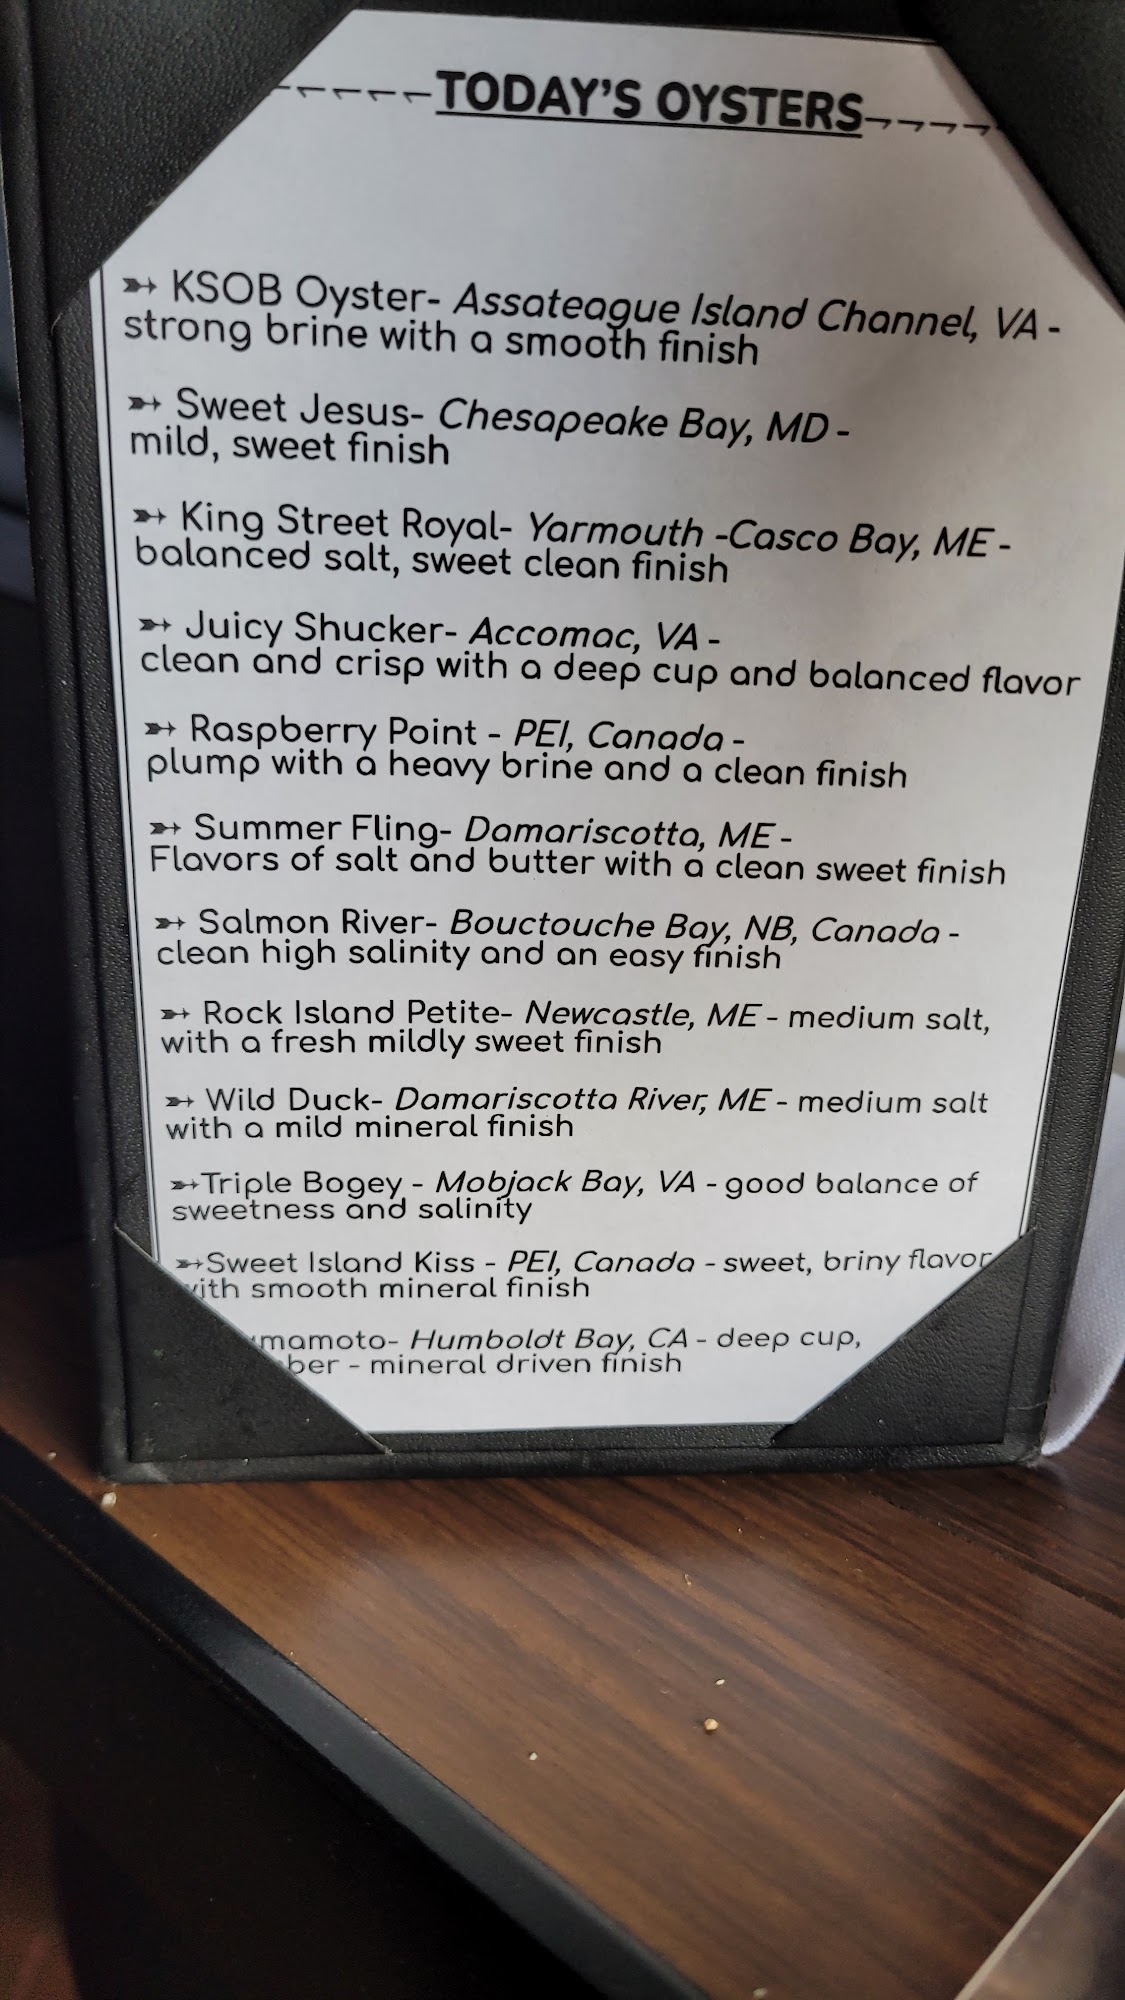 TODAY'S OYSTERS
➳ KSOB Oyster- Assateague Island Channel, VA -
strong brine with a smooth finish
➳ Sweet Jesus- Chesapeake Bay, MD -
mild, sweet finish
➳ King Street Royal- Yarmouth -Casco Bay, ME -
balanced salt, sweet clean finish
➳ Juicy Shucker- Accomac, VA -
clean and crisp with a deep cup and balanced flavor
➳ Raspberry Point - PEI, Canada -
plump with a heavy brine and a clean finish
➳ Summer Fling- Damariscotta, ME -
Flavors of salt and butter with a clean sweet finish
➳ Salmon River- Bouctouche Bay, NB, Canada -
clean high salinity and an easy finish
➳ Rock Island Petite- Newcastle, ME - medium salt,
with a fresh mildly sweet finish
➳ Wild Duck- Damariscotta River, ME - medium salt
with a mild mineral finish
➳Triple Bogey - Mobjack Bay, VA - good balance of
sweetness and salinity
➳Sweet Island Kiss - PEI, Canada - sweet, briny flavor
with smooth mineral finish
mamoto- Humboldt Bay, CA - deep cup,
ber - mineral driven finish